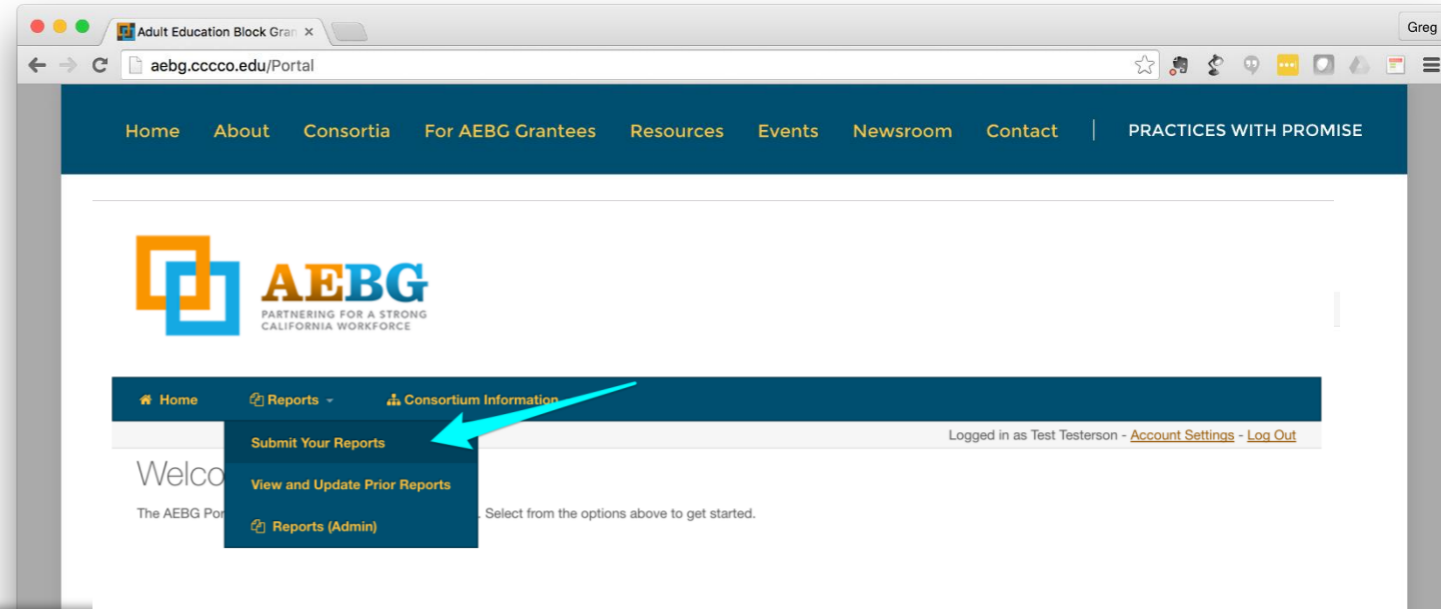 Adult Education Block Gran
Greg
aebg.cccco.edu/Portal
Home About Consortia For AEBG Grantees Resources Events Newsroom Contact | PRACTICES WITH PROMISE
AEBG
PARTNERING FOR A STRONG
CALIFORNIA WORKFORCE
Home Reports Consortium Information
Submit Your Reports
Logged in as Test Testerson - Account Settings - Log Out
Welco
View and Update Prior Reports
The AEBG Por . Select from the options above to get started.
Reports (Admin)